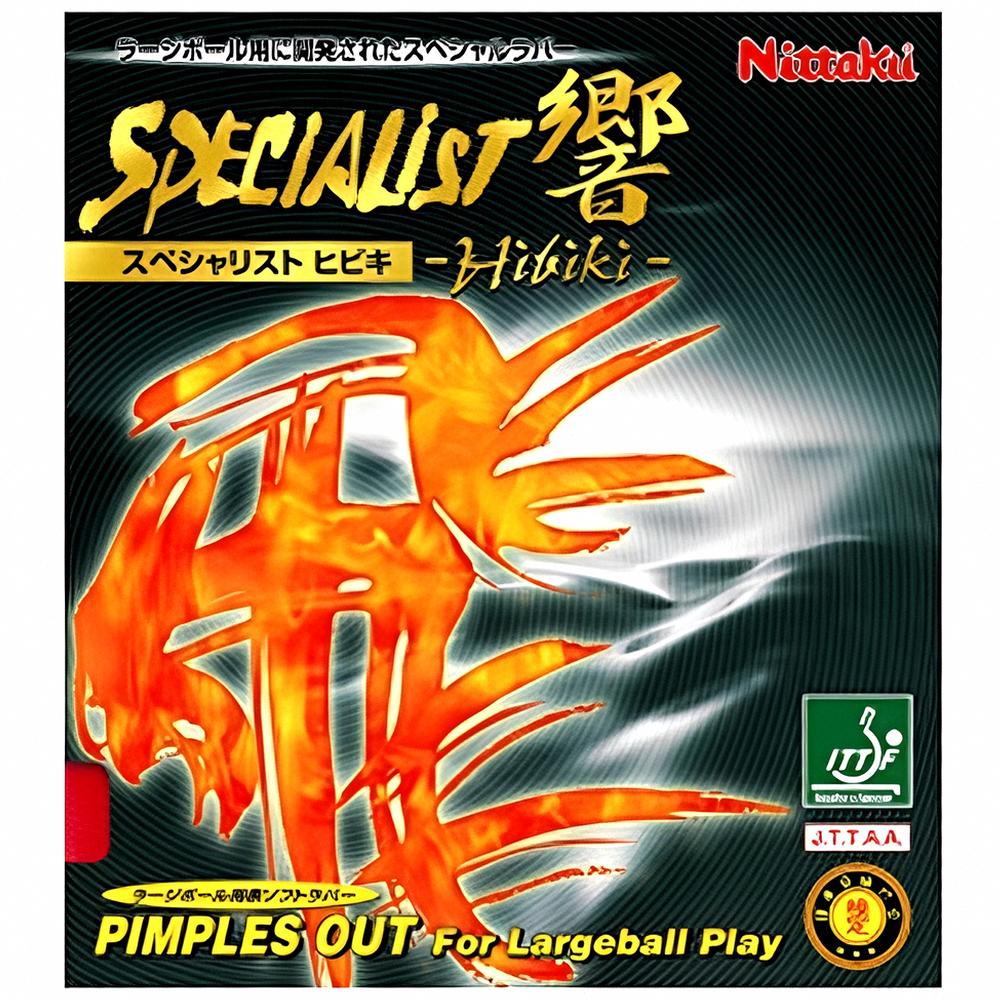 ラージボール用に開発されたスペシャルラバー
Nittaku
SPECIALIST 響
スペシャリスト ヒビキ
-Hibiki-
ITTF
J.T.T.A.A.
PIMPLES OUT For Largeball Play